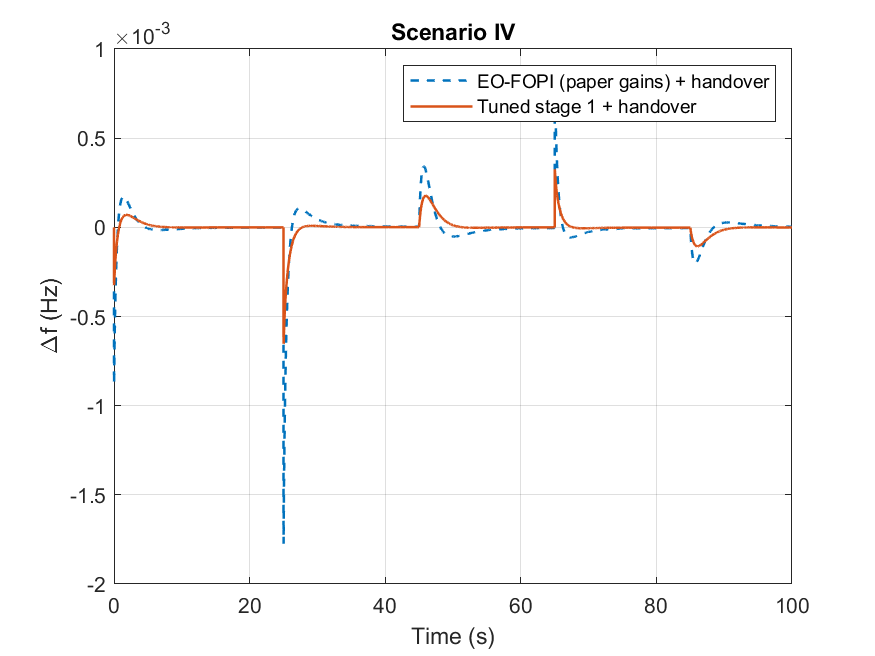 Scenario IV
×10⁻³
EO-FOPI (paper gains) + handover
Tuned stage 1 + handover
1
0.5
0
-0.5
-1
-1.5
-2
Δf (Hz)
0 20 40 60 80 100
Time (s)